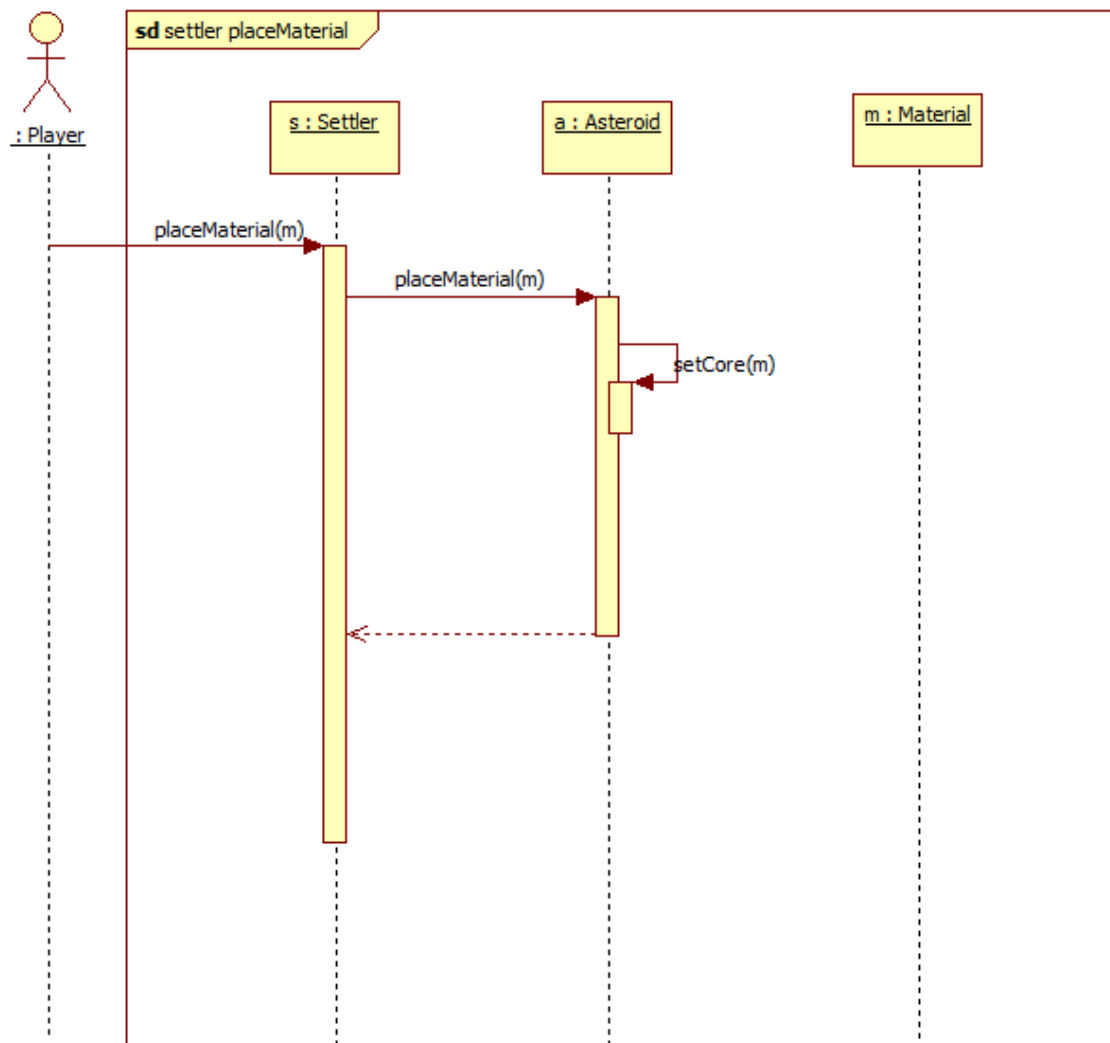 sd settler placeMaterial
: Player
s : Settler
a : Asteroid
m : Material
placeMaterial(m)
placeMaterial(m)
setCore(m)